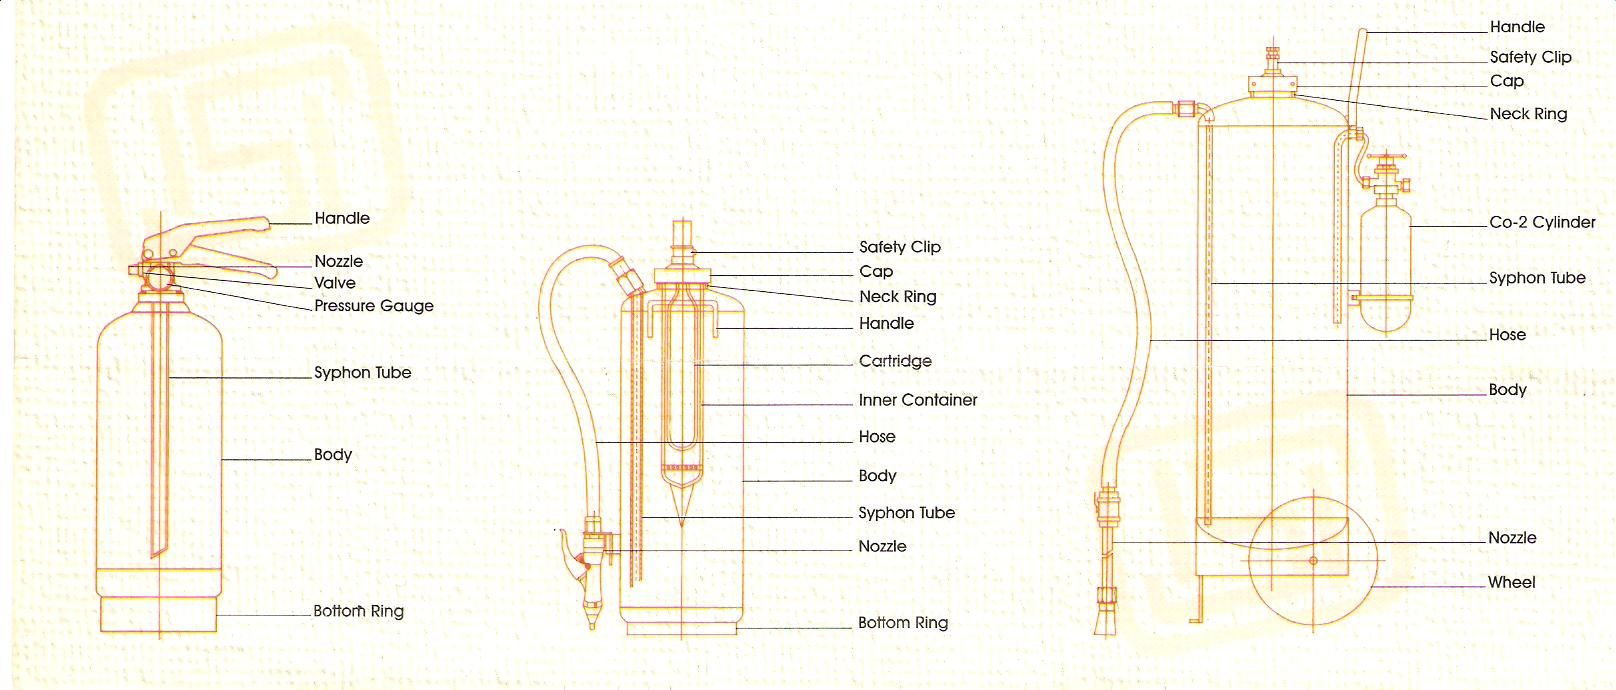 Handle
Nozzle
Valve
Pressure Gauge
Syphon Tube
Body
Bottom Ring
Safety Clip
Cap
Neck Ring
Handle
Cartridge
Inner Container
Hose
Body
Syphon Tube
Nozzle
Bottom Ring
Handle
Safety Clip
Cap
Neck Ring
Co-2 Cylinder
Syphon Tube
Hose
Body
Nozzle
Wheel